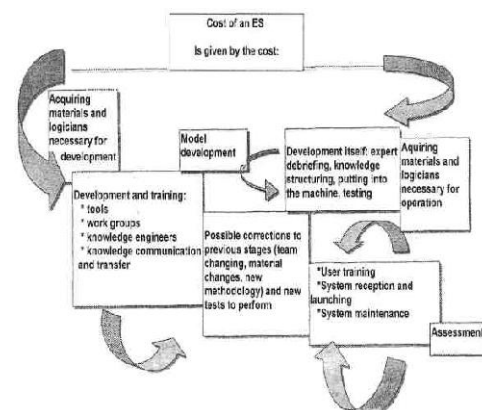 Cost of an ES
Is given by the cost:
Acquiring
materials and
logicians
necessary for
development
Nodel
development
Development itself: expert
debriefing, knowledge
structuring, putting into
the machine, testing
Aquiring
materials and
logicians
necessary for
operation
Development and training:
* tools
* work groups
* knowledge engineers
* knowledge communication
and transfer
Possible corrections to
previous stages (team
changing, material
changes, new
methodology) and new
tests to perform
*User training
*System reception and
launching
*System maintenance
Assessment